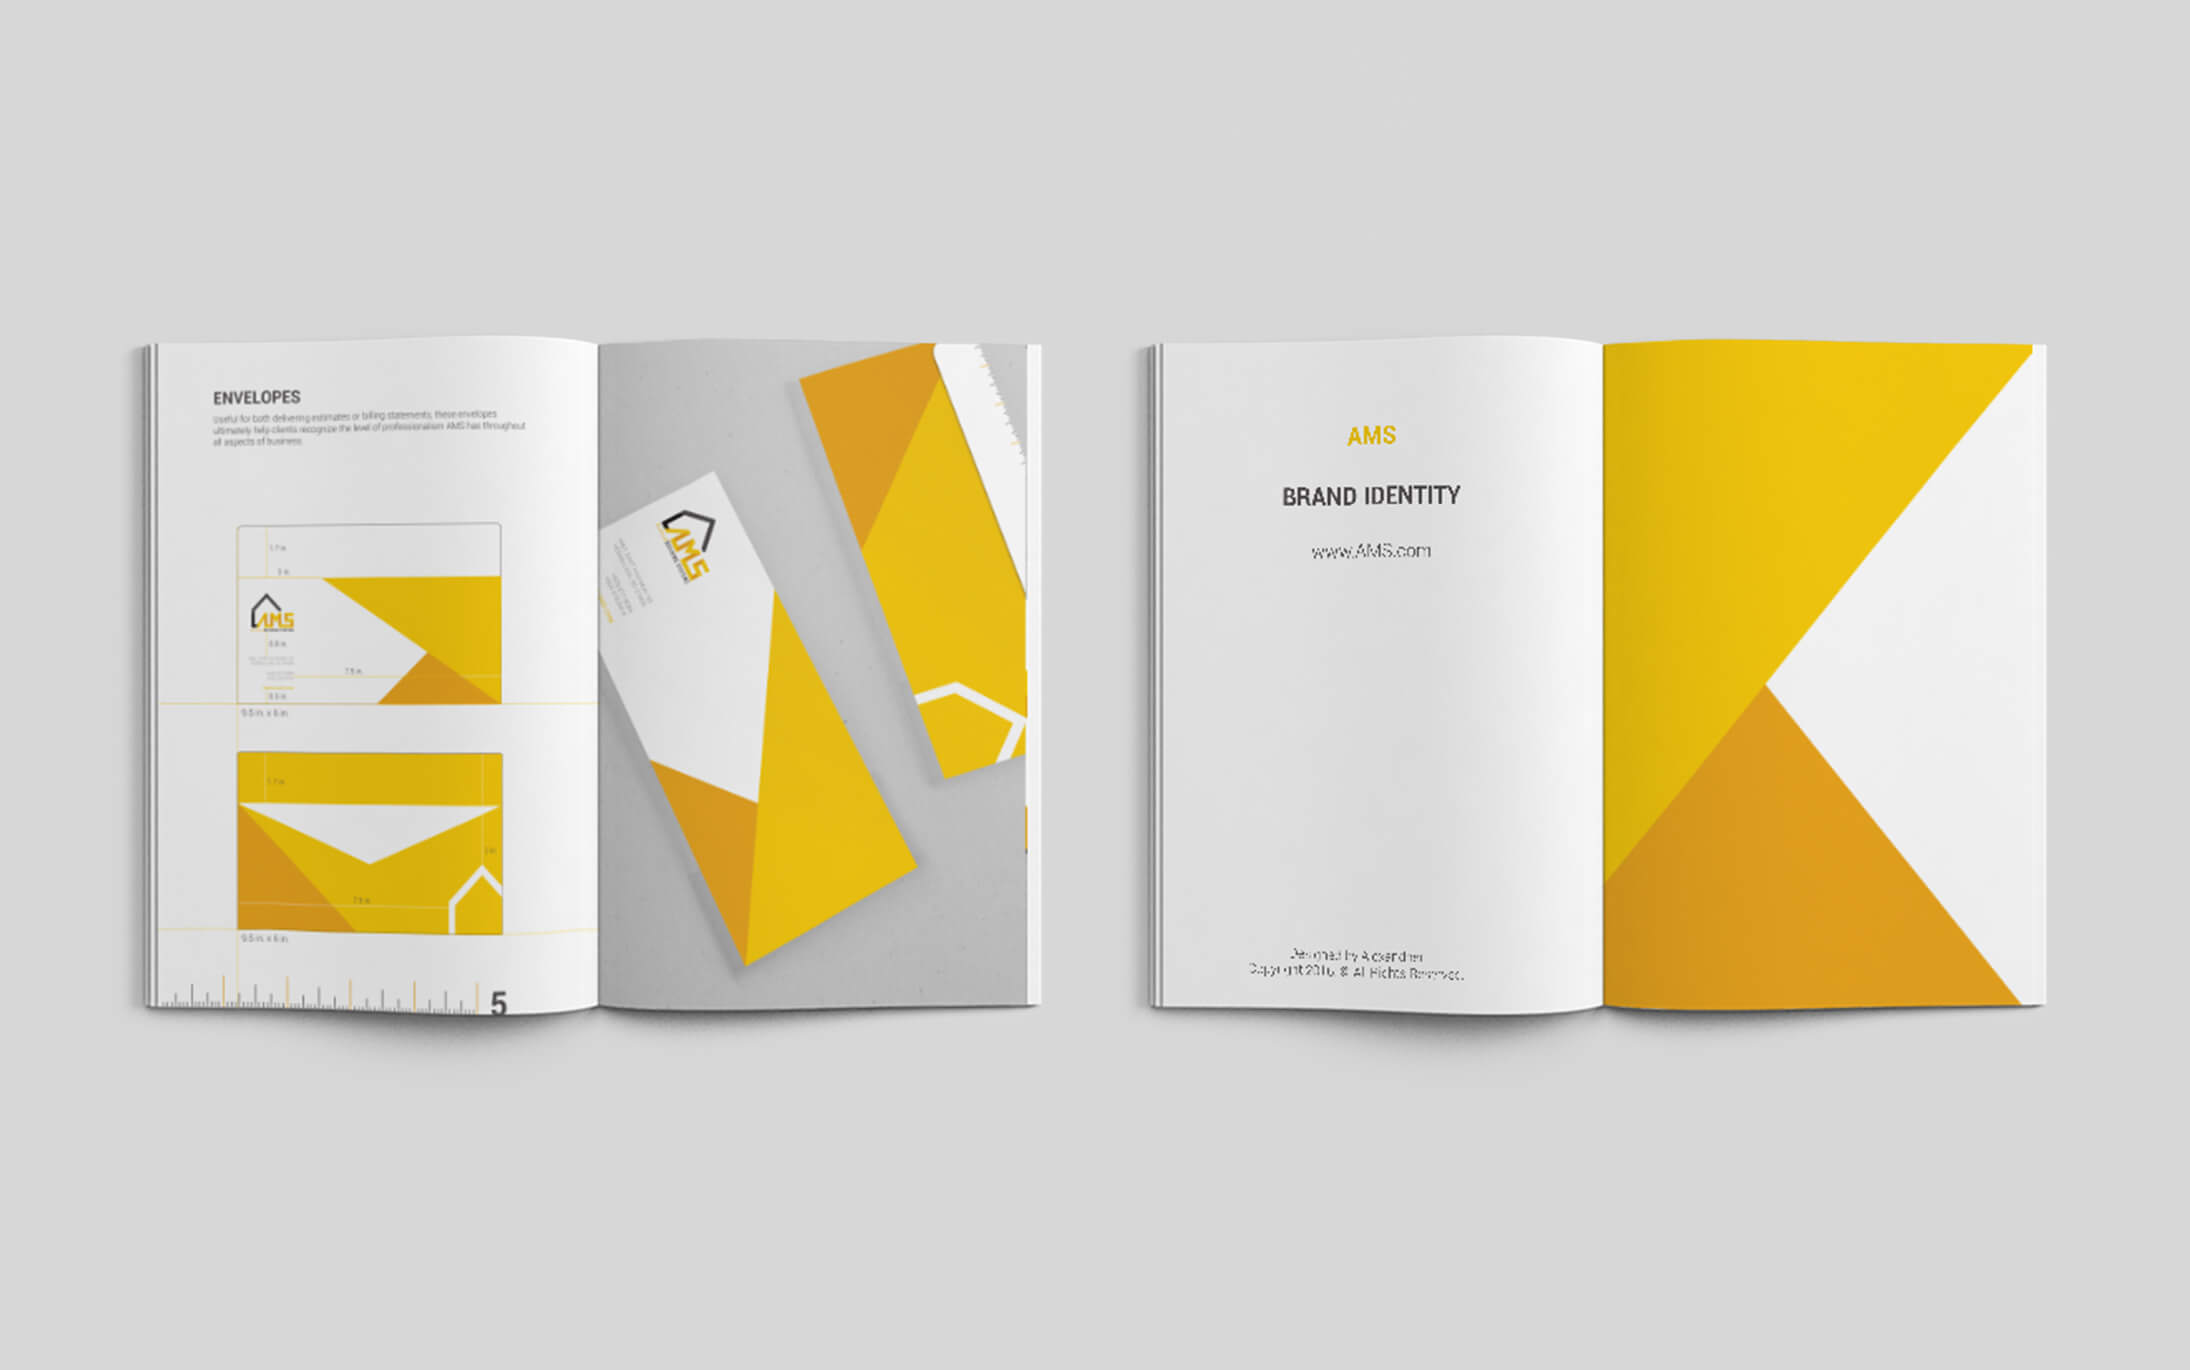 ENVELOPES
Useful for both delivering estimates or billing statements, these envelopes
ultimately help clients recognize the level of professionalism AMS has throughout
all aspects of business.
1.7 in.
AMS
7.5 in.
9.5 in. x 6 in.
1.7 in.
7.5 in.
9.5 in. x 6 in.
5
AMS
AMS
BRAND IDENTITY
www.AMS.com
Designed by Alexander
Copyright 2016 © All Rights Reserved.